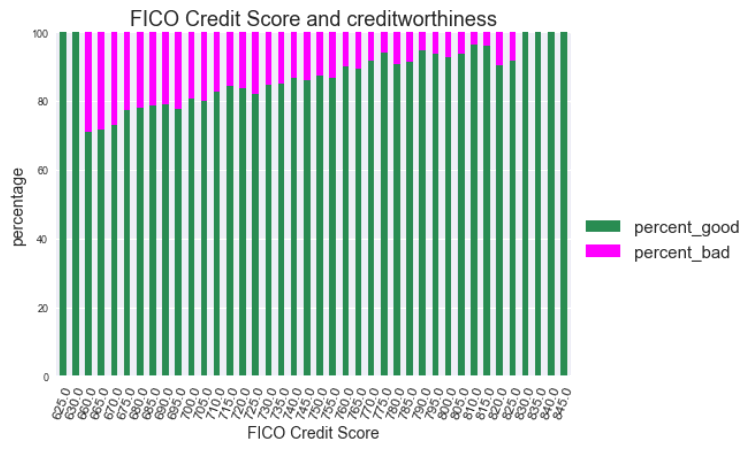 FICO Credit Score and creditworthiness
100
80
60
40
20
0
percentage
625.0 630.0 660.0 665.0 670.0 675.0 680.0 685.0 690.0 695.0 700.0 705.0 710.0 715.0 720.0 725.0 730.0 735.0 740.0 745.0 750.0 755.0 760.0 765.0 770.0 775.0 780.0 785.0 790.0 795.0 800.0 805.0 810.0 815.0 820.0 825.0 830.0 835.0 840.0 845.0
FICO Credit Score
percent_good
percent_bad